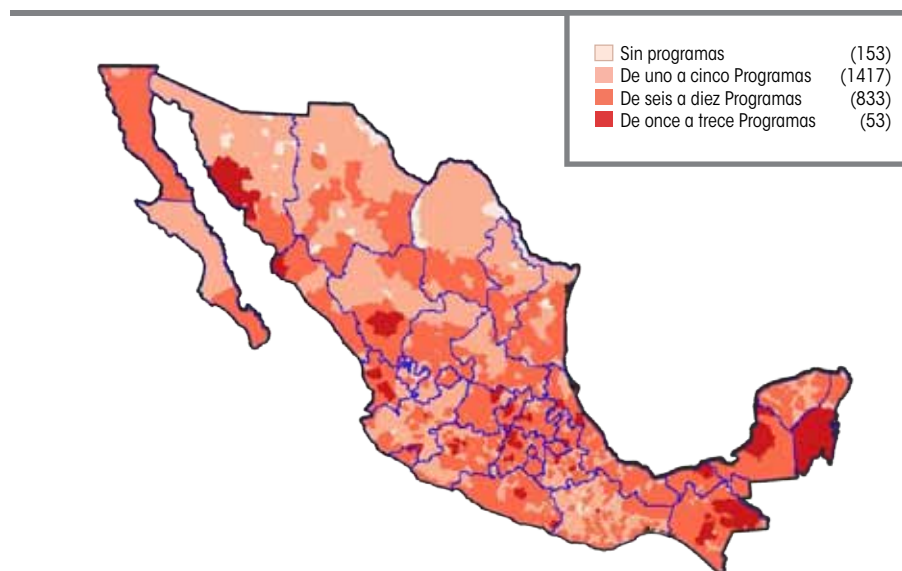 Sin programas (153)
De uno a cinco Programas (1417)
De seis a diez Programas (833)
De once a trece Programas (53)